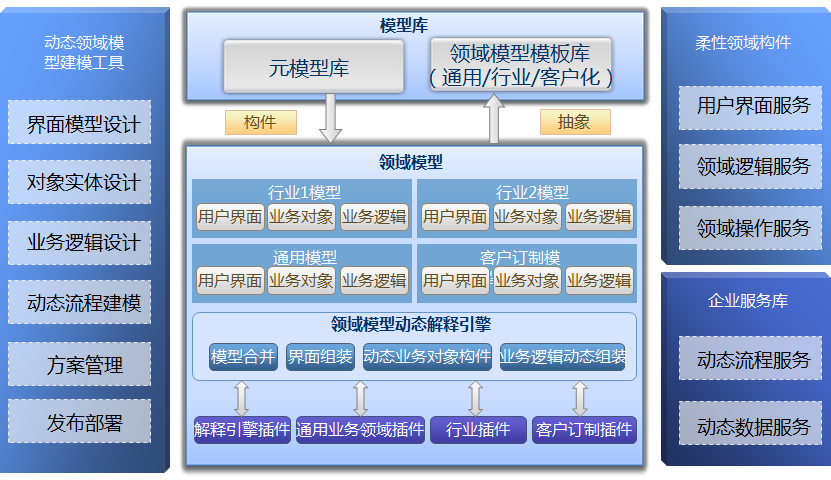 动态领域模
型建模工具
界面模型设计
对象实体设计
业务逻辑设计
动态流程建模
方案管理
发布部署
模型库
元模型库
领域模型模板库
（通用/行业/客户化）
构件
抽象
领域模型
行业1模型
用户界面 业务对象 业务逻辑
行业2模型
用户界面 业务对象 业务逻辑
通用模型
用户界面 业务对象 业务逻辑
客户订制模
用户界面 业务对象 业务逻辑
领域模型动态解释引擎
模型合并 界面组装 动态业务对象构件 业务逻辑动态组装
解释引擎插件 通用业务领域插件 行业插件 客户订制插件
柔性领域构件
用户界面服务
领域逻辑服务
领域操作服务
企业服务库
动态流程服务
动态数据服务